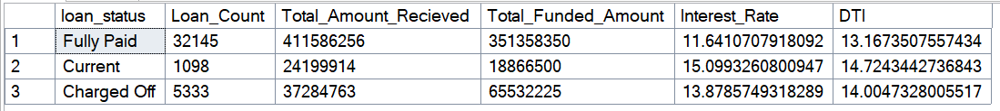 loan_status Loan_Count Total_Amount_Recieved Total_Funded_Amount Interest_Rate DTI
1 Fully Paid 32145 411586256 351358350 11.6410707918092 13.1673507557434
2 Current 1098 24199914 18866500 15.0993260800947 14.7243442736843
3 Charged Off 5333 37284763 65532225 13.8785749318289 14.0047328005517